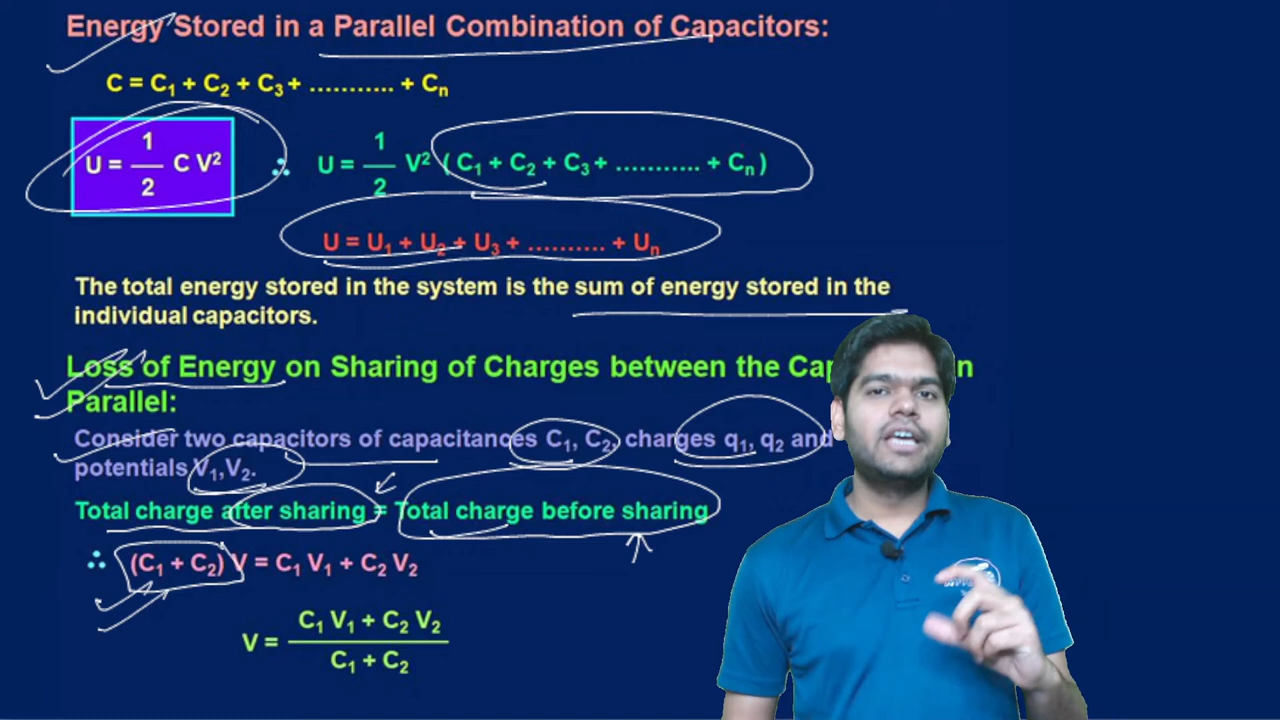 Energy Stored in a Parallel Combination of Capacitors:
C = C₁ + C₂ + C₃ + ……….. + Cₙ
U = 1/2 C V² ∴ U = 1/2 V² ( C₁ + C₂ + C₃ + ……….. + Cₙ )
U = U₁ + U₂ + U₃ + ………. + Uₙ
The total energy stored in the system is the sum of energy stored in the
individual capacitors.
Loss of Energy on Sharing of Charges between the Cap in
Parallel:
Consider two capacitors of capacitances C₁, C₂, charges q₁, q₂ and
potentials V₁,V₂.
Total charge after sharing = Total charge before sharing
∴ (C₁ + C₂) V = C₁ V₁ + C₂ V₂
V = C₁ V₁ + C₂ V₂ / C₁ + C₂